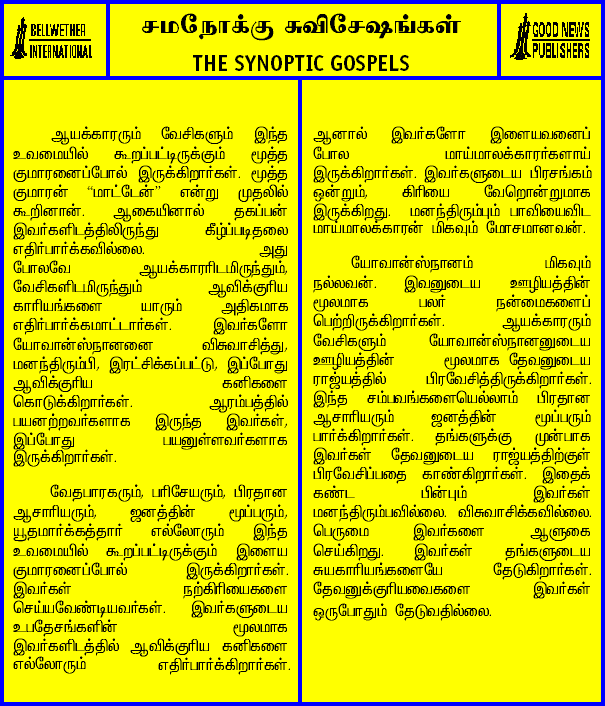 BELLWETHER
INTERNATIONAL
சமநோக்கு சுவிசேஷங்கள்
THE SYNOPTIC GOSPELS
GOOD NEWS
PUBLISHERS
ஆயக்காரரும் வேசிகளும் இந்த
உவமையில் கூறப்பட்டிருக்கும் மூத்த
குமாரனைப்போல் இருக்கிறார்கள். மூத்த
குமாரன் “மாட்டேன்” என்று முதலில்
கூறினான். ஆகையினால் தகப்பன்
இவர்களிடத்திலிருந்து கீழ்ப்படிதலை
எதிர்பார்க்கவில்லை. அது
போலவே ஆயக்காரரிடமிருந்தும்,
வேசிகளிடமிருந்தும் ஆவிக்குரிய
காரியங்களை யாரும் அதிகமாக
எதிர்பார்க்கமாட்டார்கள். இவர்களோ
யோவான்ஸ்நானனை விசுவாசித்து,
மனந்திரும்பி, இரட்சிக்கப்பட்டு, இப்போது
ஆவிக்குரிய கனிகளை
கொடுக்கிறார்கள். ஆரம்பத்தில்
பயனற்றவர்களாக இருந்த இவர்கள்,
இப்போது பயனுள்ளவர்களாக
இருக்கிறார்கள்.
வேதபாரகரும், பரிசேயரும், பிரதான
ஆசாரியரும், ஜனத்தின் மூப்பரும்,
யூதமார்க்கத்தார் எல்லோரும் இந்த
உவமையில் கூறப்பட்டிருக்கும் இளைய
குமாரனைப்போல் இருக்கிறார்கள்.
இவர்கள் நற்கிரியைகளை
செய்யவேண்டியவர்கள். இவர்களுடைய
உபதேசங்களின் மூலமாக
இவர்களிடத்தில் ஆவிக்குரிய கனிகளை
எல்லோரும் எதிர்பார்க்கிறார்கள்.
ஆனால் இவர்களோ இளையவனைப்
போல மாய்மாலக்காரர்களாய்
இருக்கிறார்கள். இவர்களுடைய பிரசங்கம்
ஒன்றும், கிரியை வேறொன்றுமாக
இருக்கிறது. மனந்திரும்பும் பாவியைவிட
மாய்மாலக்காரன் மிகவும் மோசமானவன்.
யோவான்ஸ்நானம் மிகவும்
நல்லவன். இவனுடைய ஊழியத்தின்
மூலமாக பலர் நன்மைகளைப்
பெற்றிருக்கிறார்கள். ஆயக்காரரும்
வேசிகளும் யோவான்ஸ்நானனுடைய
ஊழியத்தின் மூலமாக தேவனுடைய
ராஜ்யத்தில் பிரவேசித்திருக்கிறார்கள்.
இந்த சம்பவங்களையெல்லாம் பிரதான
ஆசாரியரும் ஜனத்தின் மூப்பரும்
பார்க்கிறார்கள். தங்களுக்கு முன்பாக
இவர்கள் தேவனுடைய ராஜ்யத்திற்குள்
பிரவேசிப்பதை காண்கிறார்கள். இதைக்
கண்ட பின்பும் இவர்கள்
மனந்திரும்பவில்லை. விசுவாசிக்கவில்லை.
பெருமை இவர்களை ஆளுகை
செய்கிறது. இவர்கள் தங்களுடைய
சுயகாரியங்களையே தேடுகிறார்கள்.
தேவனுக்குரியவைகளை இவர்கள்
ஒருபோதும் தேடுவதில்லை.